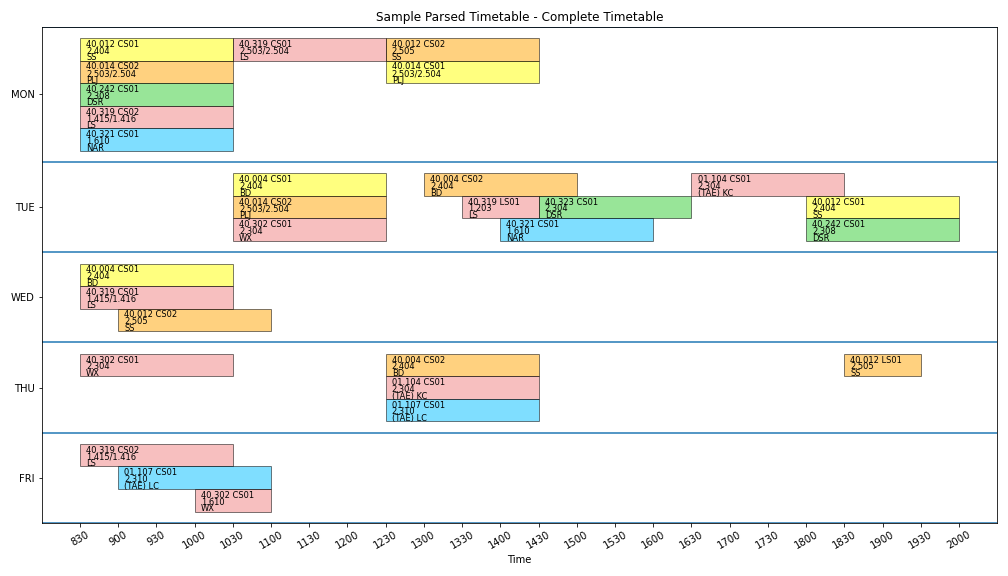 Sample Parsed Timetable - Complete Timetable
MON
40.012 CS01
2.404
SS
40.319 CS01
2.503/2.504
LS
40.012 CS02
2.505
SS
40.014 CS02
2.503/2.504
PLJ
40.014 CS01
2.503/2.504
PLJ
40.242 CS01
2.308
DSR
40.319 CS02
1.415/1.416
LS
40.321 CS01
1.610
NAR
TUE
40.004 CS01
2.404
BD
40.004 CS02
2.404
BD
01.104 CS01
2.304
(TAE) KC
40.014 CS02
2.503/2.504
PLJ
40.319 LS01
1.203
LS
40.323 CS01
2.304
DSR
40.012 CS01
2.404
SS
40.302 CS01
2.304
WX
40.321 CS01
1.610
NAR
40.242 CS01
2.308
DSR
WED
40.004 CS01
2.404
BD
40.319 CS01
1.415/1.416
LS
40.012 CS02
2.505
SS
THU
40.302 CS01
2.304
WX
40.004 CS02
2.404
BD
40.012 LS01
2.505
SS
01.104 CS01
2.304
(TAE) KC
01.107 CS01
2.310
(TAE) LC
FRI
40.319 CS02
1.415/1.416
LS
01.107 CS01
2.310
(TAE) LC
40.302 CS01
1.610
WX
830 900 930 1000 1030 1100 1130 1200 1230 1300 1330 1430 1500 1530 1600 1630 1700 1730 1800 1830 1900 1930 2000
Time